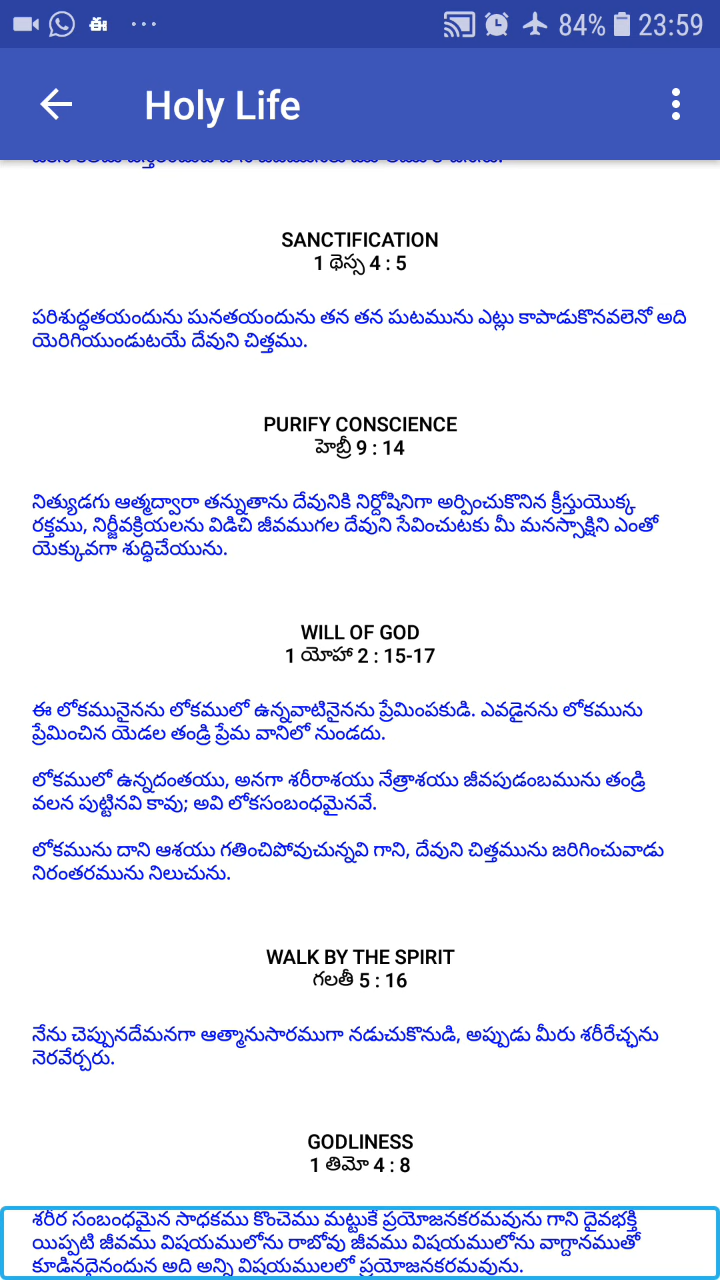 84% 23:59
Holy Life
SANCTIFICATION
1 థెస్స 4 : 5
పరిశుద్ధతయందును ఘనతయందును తన తన ఘటమును ఎట్లు కాపాడుకొనవలెనో అది
యెరిగియుండుటయే దేవుని చిత్తము.
PURIFY CONSCIENCE
హెబ్రీ 9 : 14
నిత్యుడగు ఆత్మద్వారా తన్నుతాను దేవునికి నిర్దోషినిగా అర్పించుకొనిన క్రీస్తుయొక్క
రక్తము, నిర్జీవక్రియలను విడిచి జీవముగల దేవుని సేవించుటకు మీ మనస్సాక్షిని ఎంతో
యెక్కువగా శుద్ధిచేయును.
WILL OF GOD
1 యోహా 2 : 15-17
ఈ లోకమునైనను లోకములో ఉన్నవాటినైనను ప్రేమింపకుడి. ఎవడైనను లోకమును
ప్రేమించిన యెడల తండ్రి ప్రేమ వానిలో నుండదు.
లోకములో ఉన్నదంతయు, అనగా శరీరాశయు నేత్రాశయు జీవపుడంబమును తండ్రి
వలన పుట్టినవి కావు; అవి లోకసంబంధమైనవే.
లోకమును దాని ఆశయు గతించిపోవుచున్నవి గాని, దేవుని చిత్తమును జరిగించువాడు
నిరంతరమును నిలుచును.
WALK BY THE SPIRIT
గలతీ 5 : 16
నేను చెప్పునదేమనగా ఆత్మానుసారముగా నడుచుకొనుడి, అప్పుడు మీరు శరీరేచ్ఛను
నెరవేర్చరు.
GODLINESS
1 తిమో 4 : 8
శరీర సంబంధమైన సాధకము కొంచెము మట్టుకే ప్రయోజనకరమవును గాని దైవభక్తి
యిప్పటి జీవము విషయములోను రాబోవు జీవము విషయములోను వాగ్దానముతో
కూడినదైనందున అది అన్ని విషయములలో ప్రయోజనకరమవును.